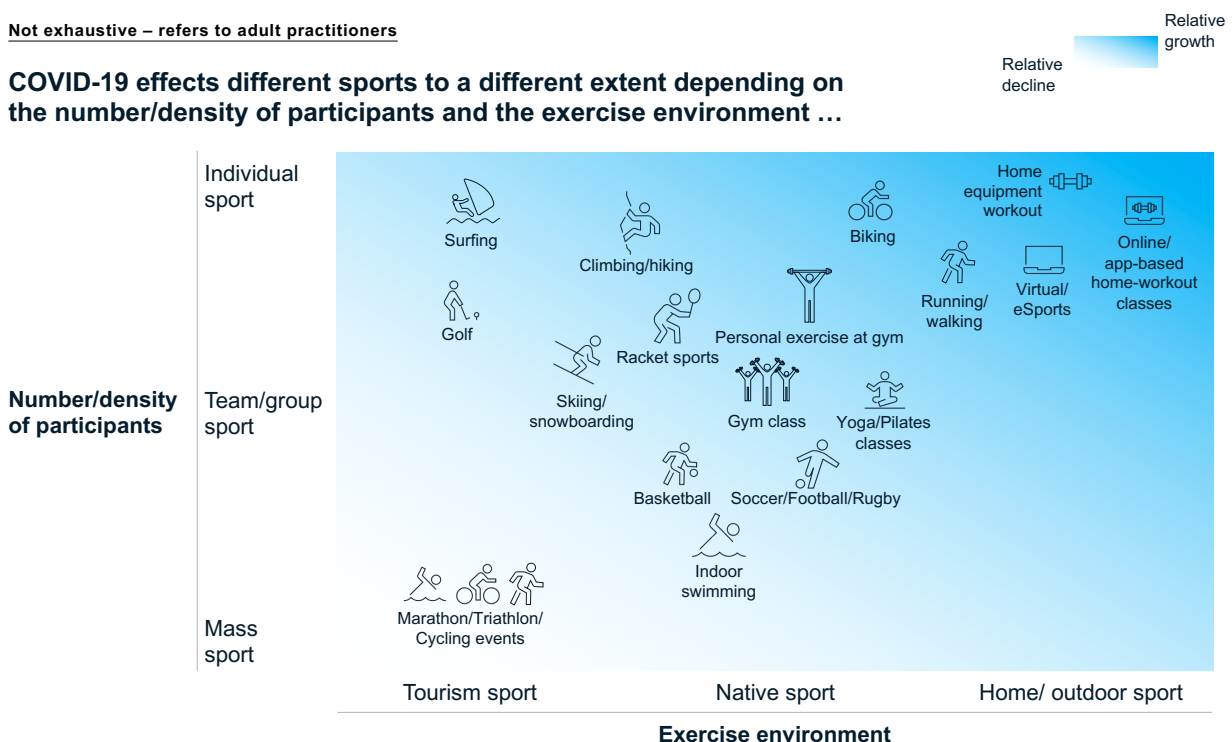 Not exhaustive – refers to adult practitioners
Relative
growth
Relative
decline
COVID-19 effects different sports to a different extent depending on
the number/density of participants and the exercise environment …
Number/density
of participants
Individual
sport
Team/group
sport
Mass
sport
Surfing
Climbing/hiking
Biking
Home
equipment
workout
Online/
app-based
home-workout
classes
Golf
Racket sports
Personal exercise at gym
Running/
walking
Virtual/
eSports
Skiing/
snowboarding
Gym class
Yoga/Pilates
classes
Basketball
Soccer/Football/Rugby
Indoor
swimming
Marathon/Triathlon/
Cycling events
Tourism sport
Native sport
Home/ outdoor sport
Exercise environment